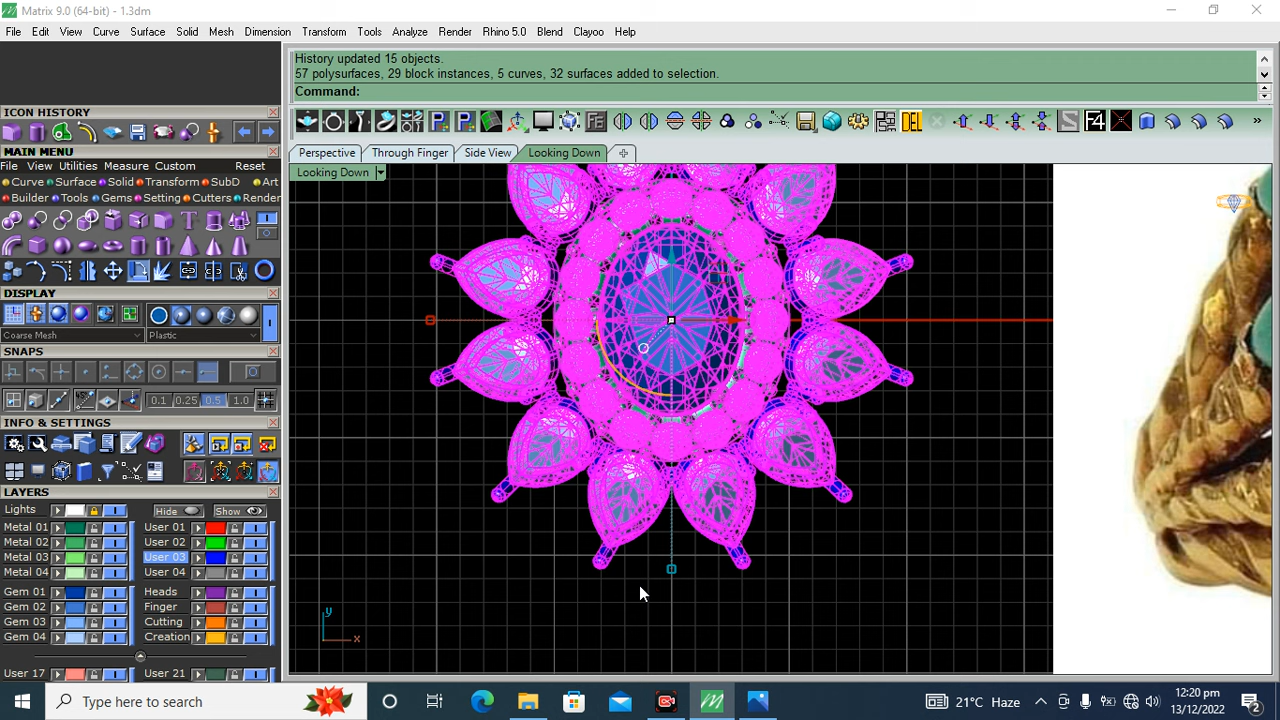 Matrix 9.0 (64-bit) - 1.3dm
File Edit View Curve Surface Solid Mesh Dimension Transform Tools Analyze Render Rhino 5.0 Blend Clayoo Help
History updated 15 objects.
57 polysurfaces, 29 block instances, 5 curves, 32 surfaces added to selection.
Command:
ICON HISTORY
MAIN MENU
File View Utilities Measure Custom Reset
Curve Surface Solid Transform SubD Art
Builder Tools Gems Setting Cutters Render
DEL F4
Perspective Through Finger Side View Looking Down
Looking Down
DISPLAY
Coarse Mesh Plastic
SNAPS
0.1 0.25 0.5 1.0
INFO & SETTINGS
LAYERS
Lights Hide Show
Metal 01 User 01
Metal 02 User 02
Metal 03 User 03
Metal 04 User 04
Gem 01 Heads
Gem 02 Finger
Gem 03 Cutting
Gem 04 Creation
User 17 User 21
y
x
Type here to search
21°C Haze
12:20 pm
13/12/2022
2